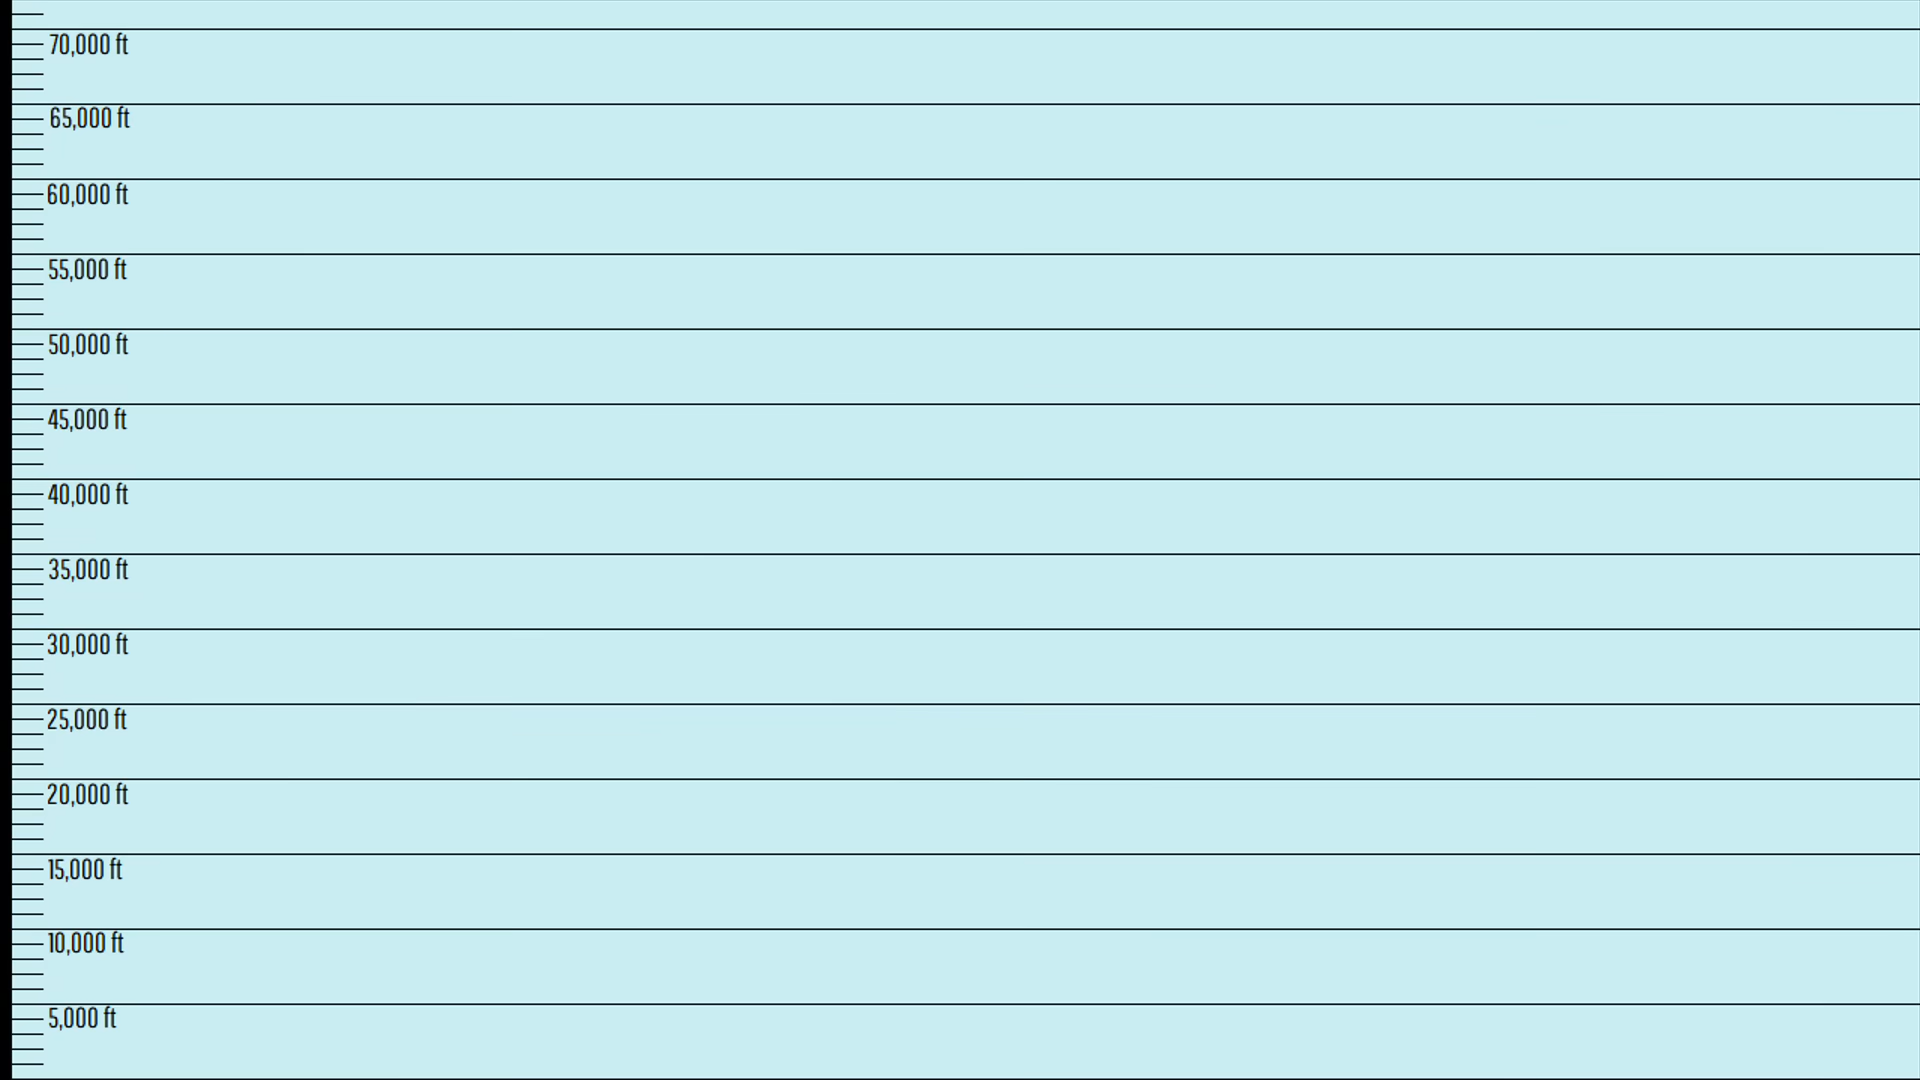 70,000 ft
65,000 ft
60,000 ft
55,000 ft
50,000 ft
45,000 ft
40,000 ft
35,000 ft
30,000 ft
25,000 ft
20,000 ft
15,000 ft
10,000 ft
5,000 ft